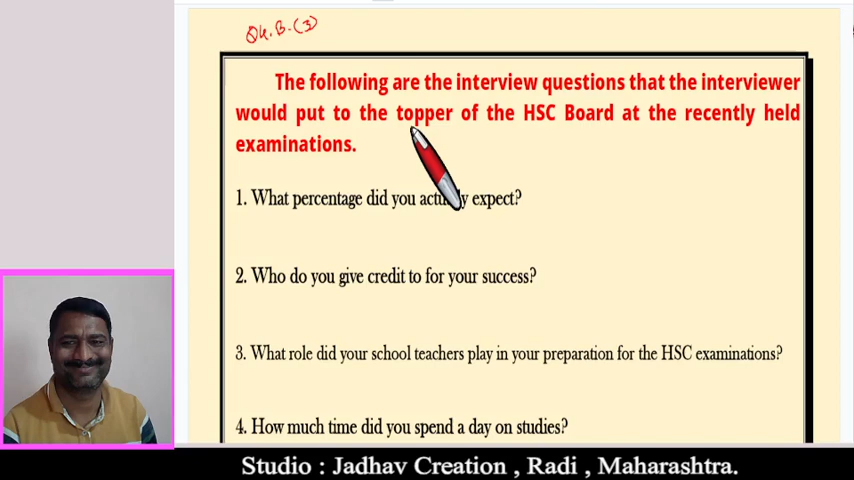 Q4. B. (3)
The following are the interview questions that the interviewer
would put to the topper of the HSC Board at the recently held
examinations.
1. What percentage did you actually expect?
2. Who do you give credit to for your success?
3. What role did your school teachers play in your preparation for the HSC examinations?
4. How much time did you spend a day on studies?
Studio : Jadhav Creation , Radi , Maharashtra.